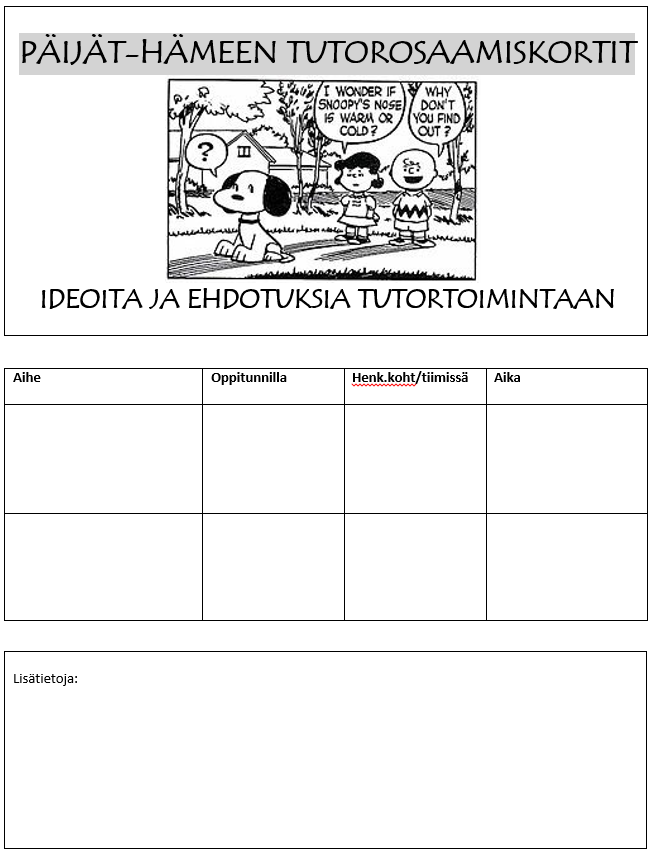 PÄIJÄT-HÄMEEN TUTOROSAAMISKORTIT
I WONDER IF
SNOOPY'S NOSE
IS WARM OR
COLD?
WHY
DON'T
YOU FIND
OUT?
?
IDEOITA JA EHDOTUKSIA TUTORTOIMINTAAN
Aihe Oppitunnilla Henk.koht/tiimissä Aika
Lisätietoja: